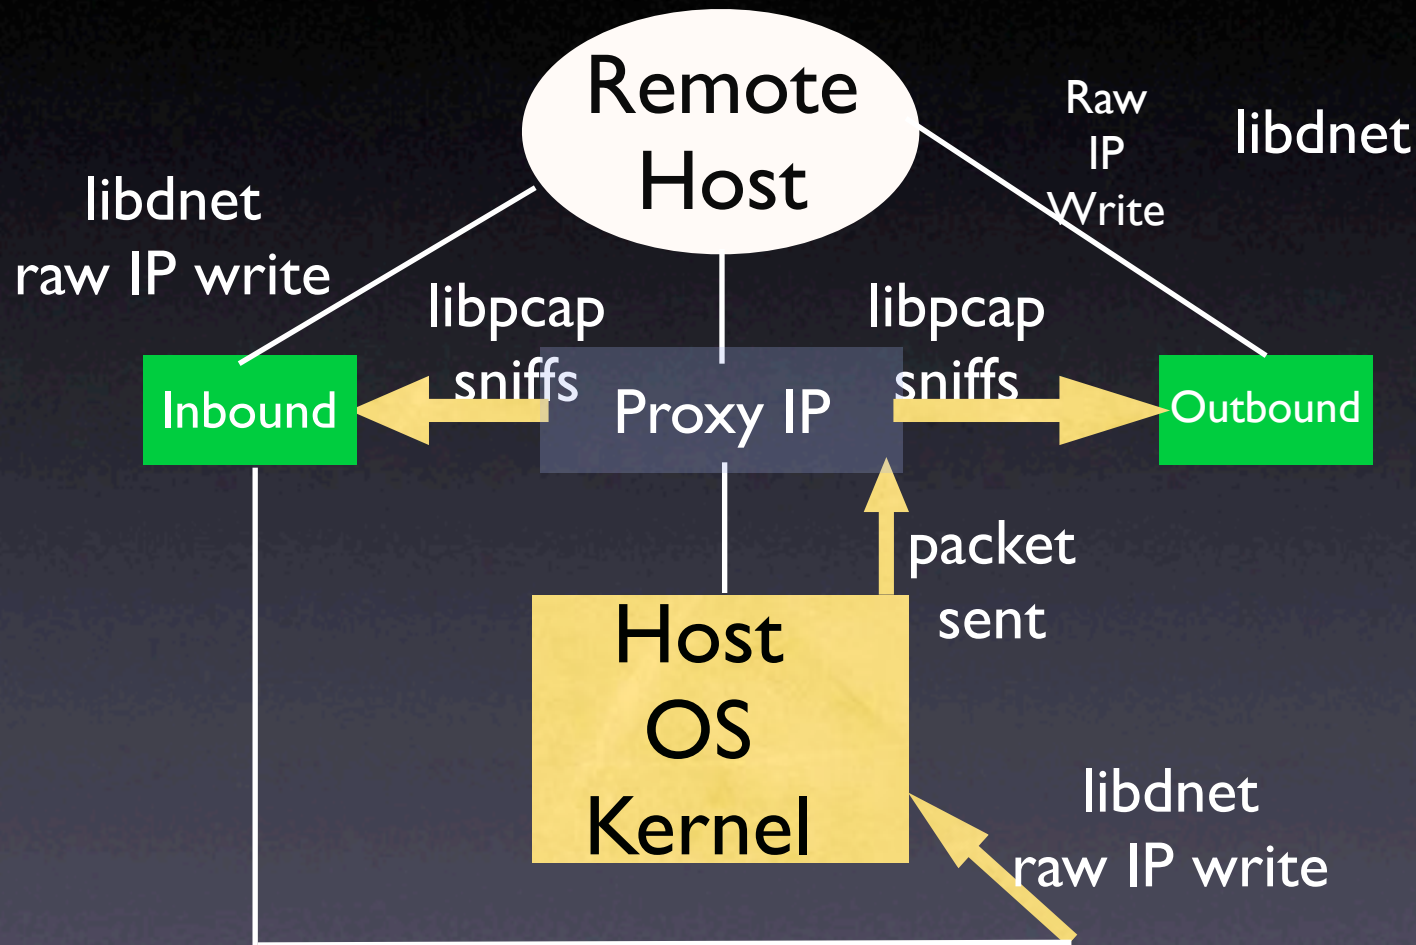 Remote
Host
Raw
IP
Write
libdnet
libdnet
raw IP write
libpcap
sniffs
libpcap
sniffs
Inbound
Proxy IP
Outbound
packet
sent
Host
OS
Kernel
libdnet
raw IP write